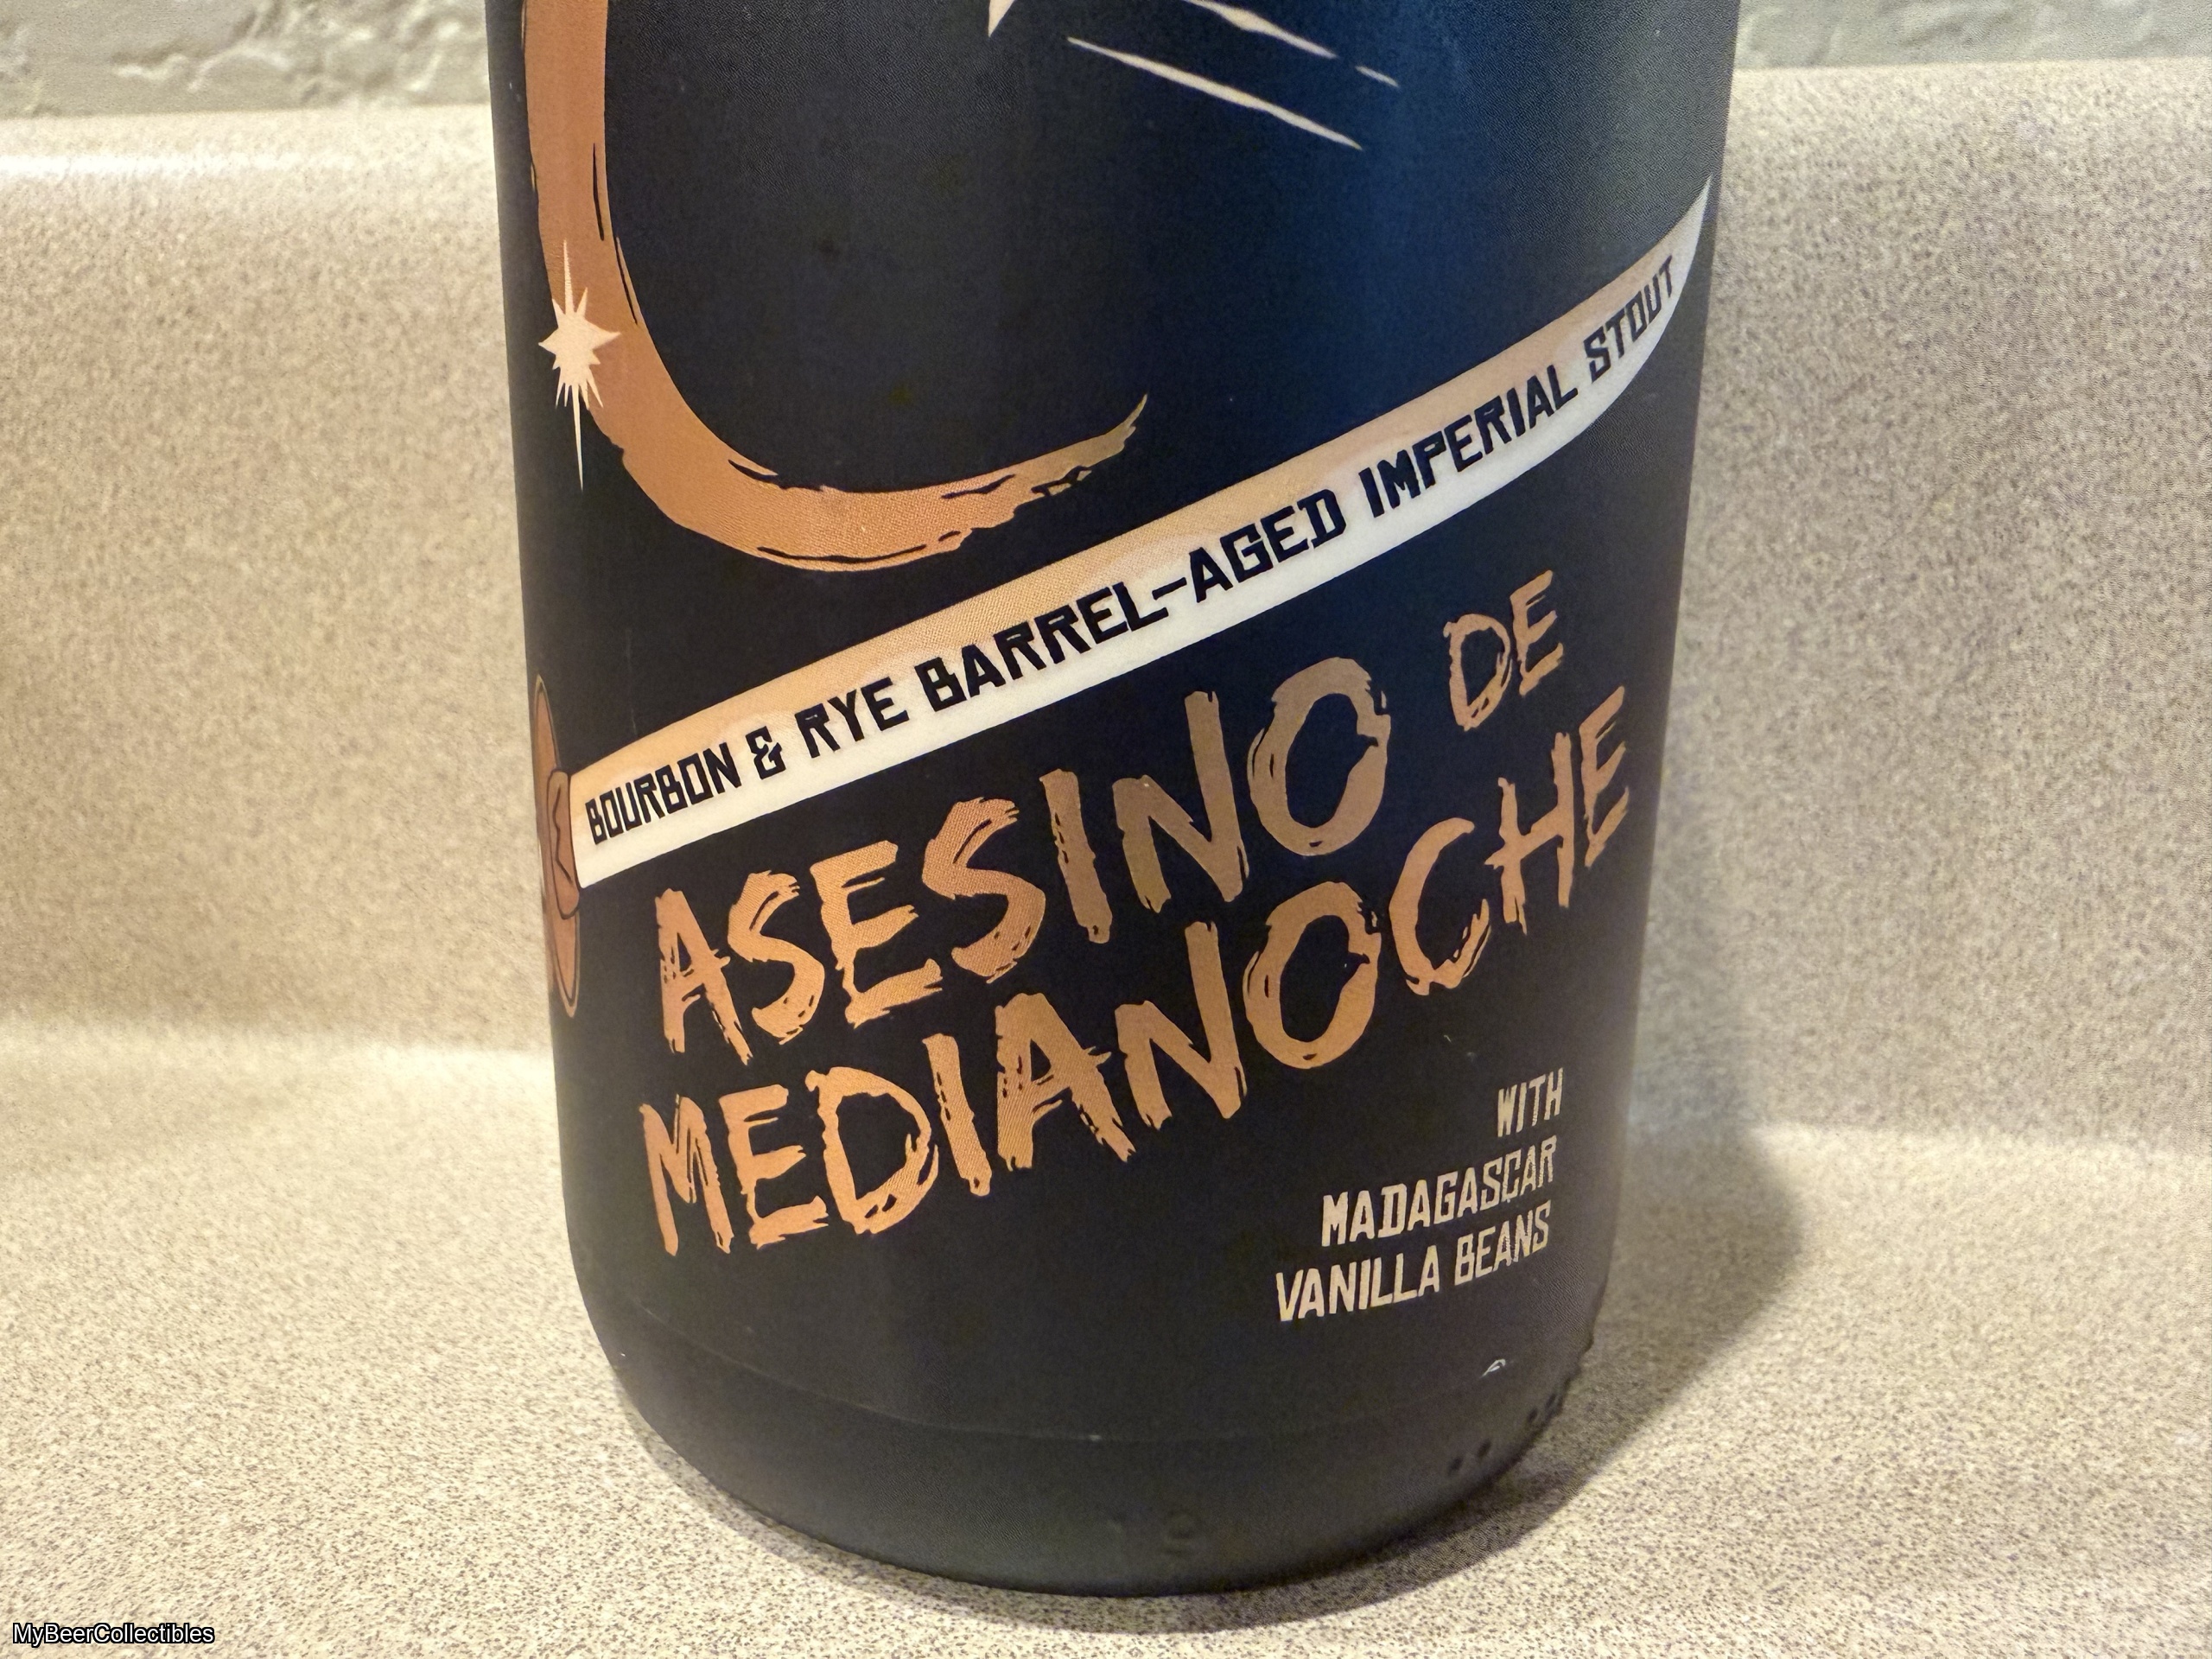 BOURBON & RYE BARREL-AGED IMPERIAL STOUT
ASESINO DE
MEDIANOCHE
WITH
MADAGASCAR
VANILLA BEANS
MyBeerCollectibles